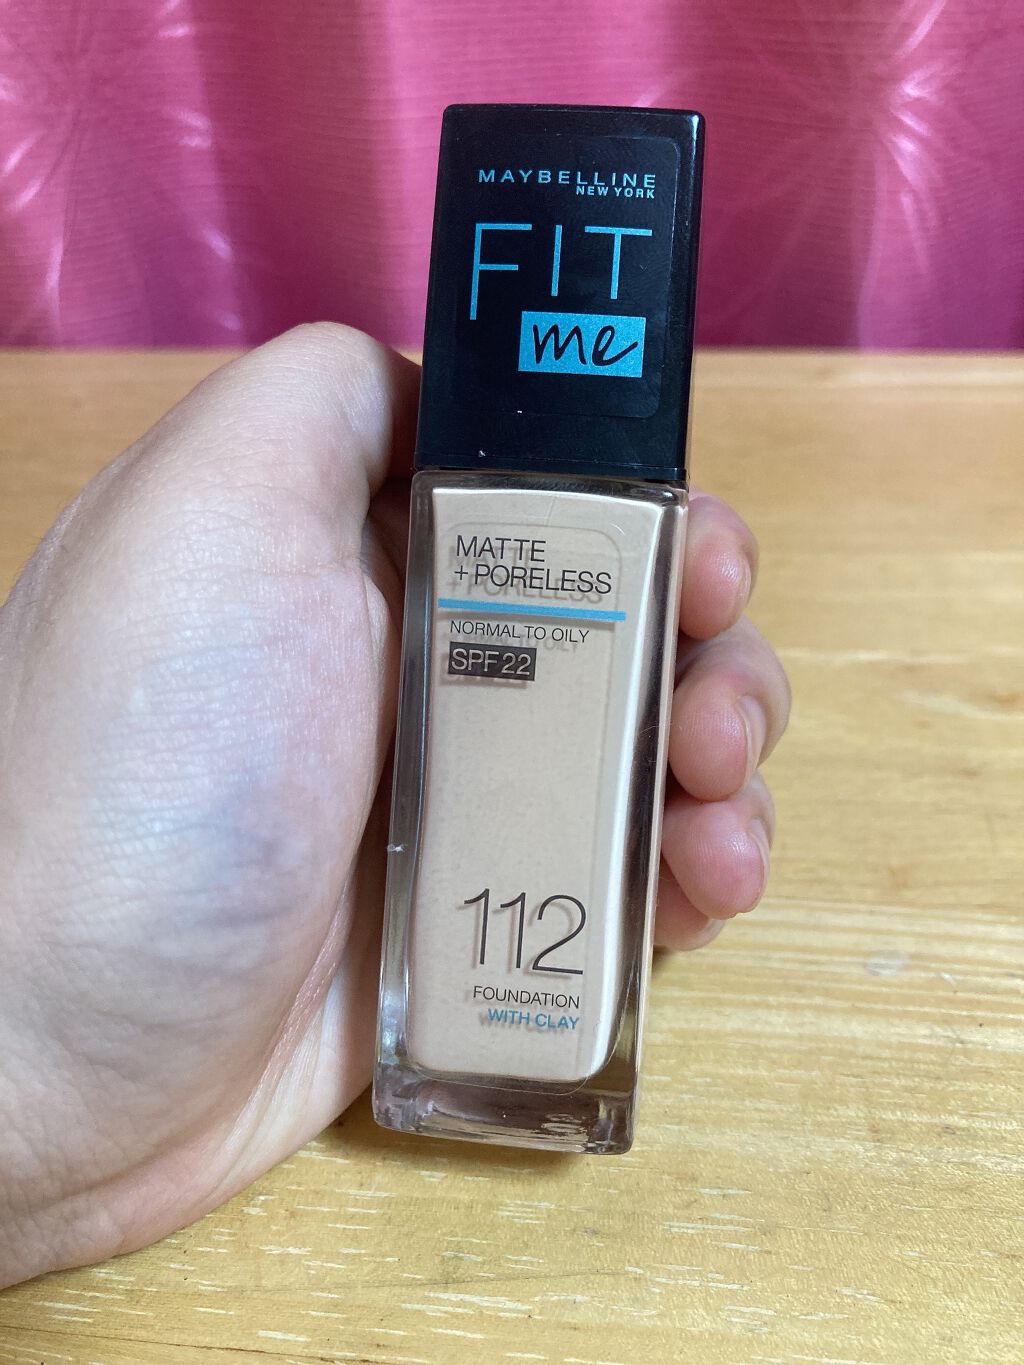 MAYBELLINE
NEW YORK
FIT
me
MATTE
+ PORELESS
NORMAL TO OILY
SPF 22
112
FOUNDATION
WITH CLAY